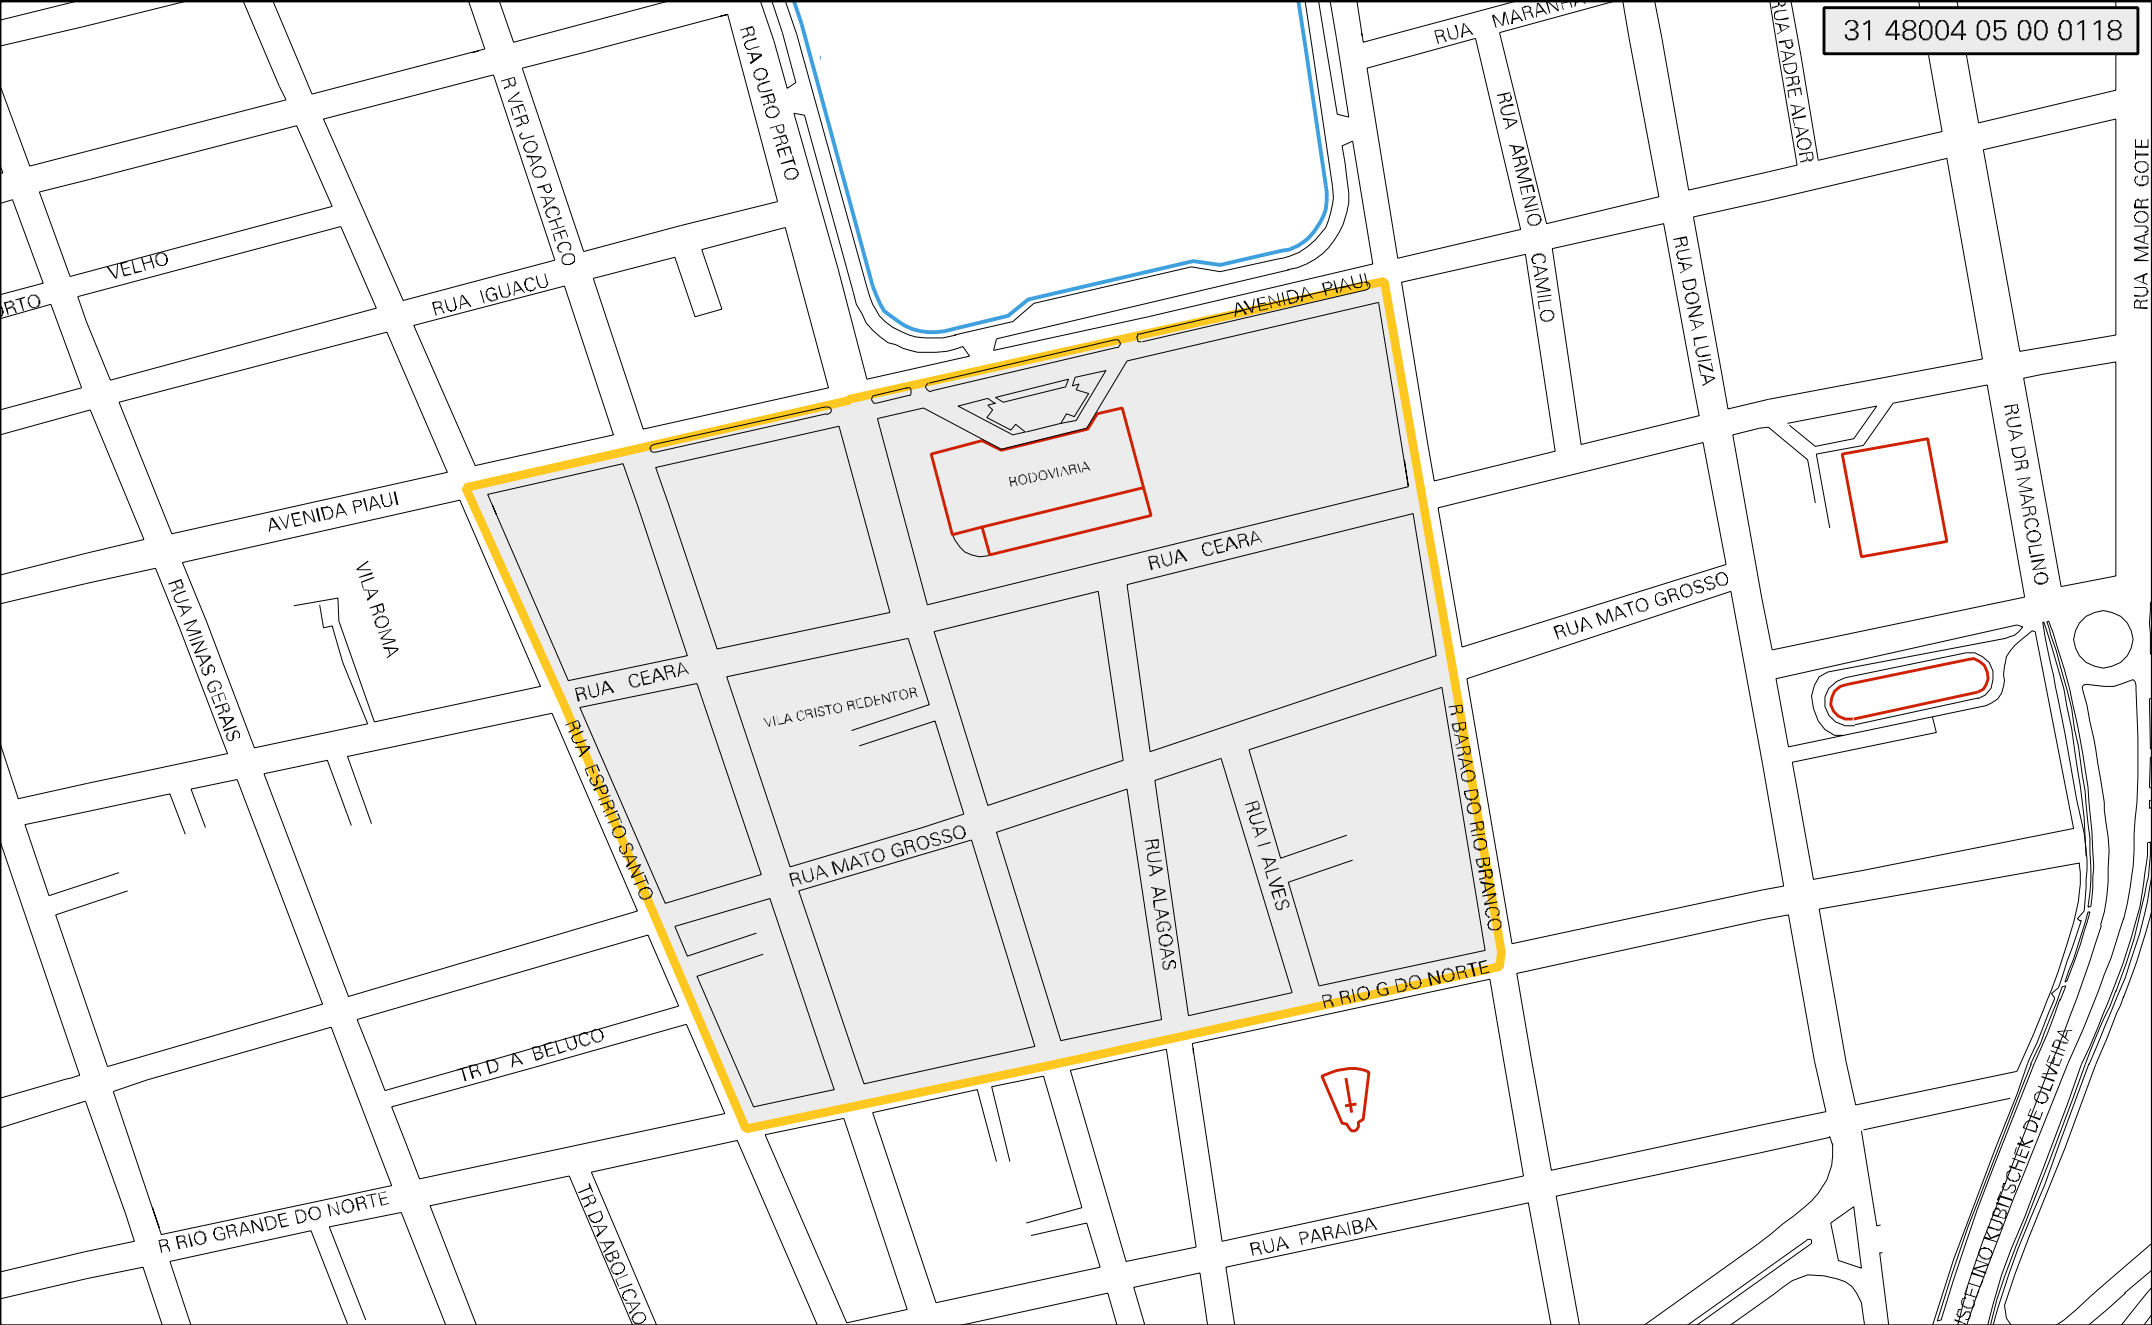 31 48004 05 00 0118
RUA MARANHA
RUA PADRE ALAOR
RUA OURO PRETO
R VER JOAO PACHECO
RUA ARMENIO
CAMILO
RUA MAJOR GOTE
VELHO
RUA IGUACU
ORTO
AVENIDA PIAUI
RUA DONA LUIZA
RUA DR MARCOLINO
RODOVIARIA
AVENIDA PIAUI
VILA ROMA
RUA CEARA
RUA MINAS GERAIS
RUA MATO GROSSO
RUA CEARA
VILA CRISTO REDENTOR
RUA ESPIRITO SANTO
R BARAO DO RIO BRANCO
RUA MATO GROSSO
RUA I ALVES
RUA ALAGOAS
R RIO G DO NORTE
TR D A BELUCO
SCELINO KUBITSCHEK DE OLIVEIRA
R RIO GRANDE DO NORTE
TR DA ABOLICAO
RUA PARAIBA